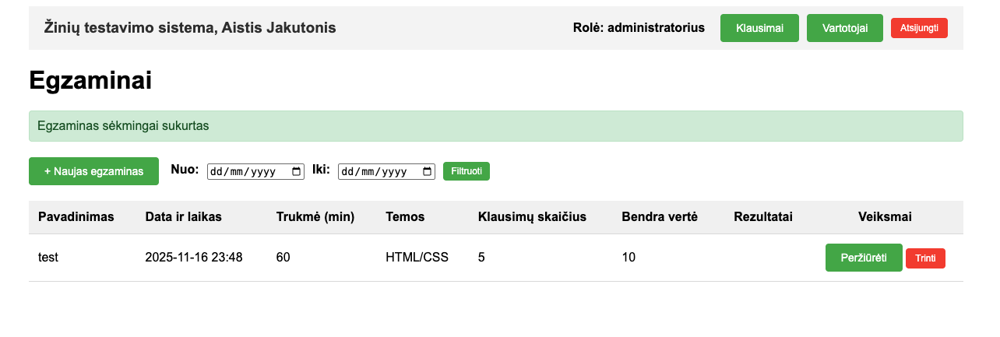 Žinių testavimo sistema, Aistis Jakutonis Rolė: administratorius Klausimai Vartotojai Atsijungti
Egzaminai
Egzaminas sėkmingai sukurtas
+ Naujas egzaminas Nuo: dd/mm/yyyy Iki: dd/mm/yyyy Filtruoti
Pavadinimas Data ir laikas Trukmė (min) Temos Klausimų skaičius Bendra vertė Rezultatai Veiksmai
test 2025-11-16 23:48 60 HTML/CSS 5 10 Peržiūrėti Trinti